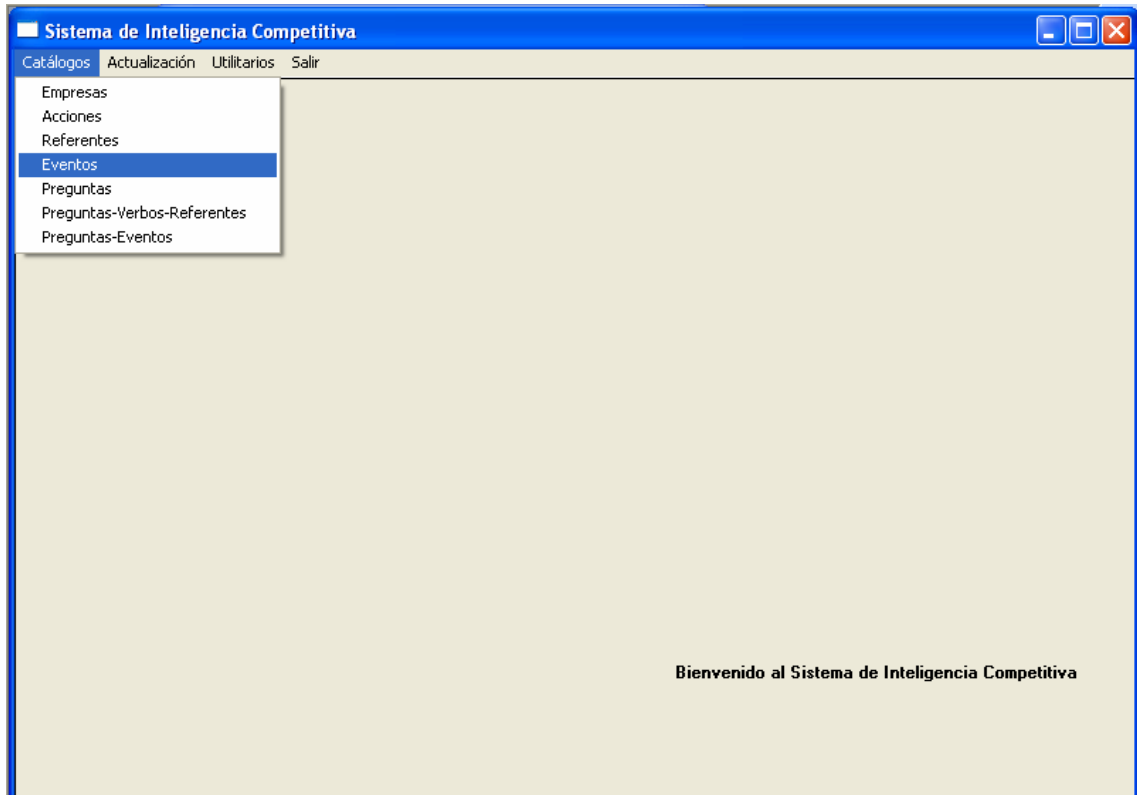 Sistema de Inteligencia Competitiva
Catálogos Actualización Utilitarios Salir
Empresas
Acciones
Referentes
Eventos
Preguntas
Preguntas-Verbos-Referentes
Preguntas-Eventos
Bienvenido al Sistema de Inteligencia Competitiva